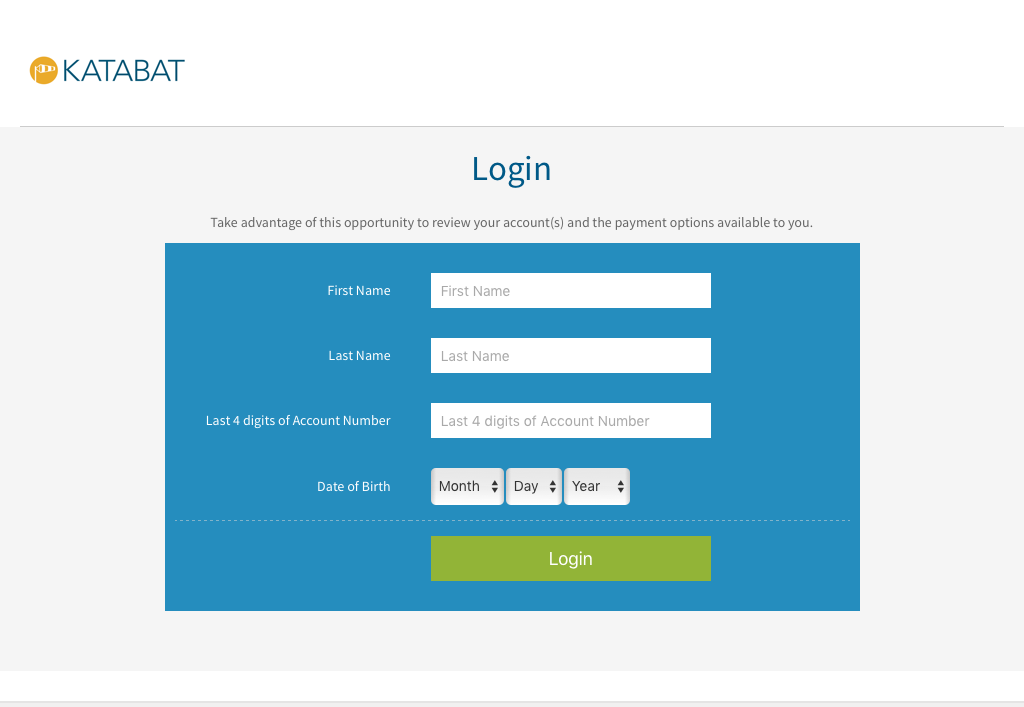 KATABAT
Login
Take advantage of this opportunity to review your account(s) and the payment options available to you.
First Name First Name
Last Name Last Name
Last 4 digits of Account Number Last 4 digits of Account Number
Date of Birth Month Day Year
Login